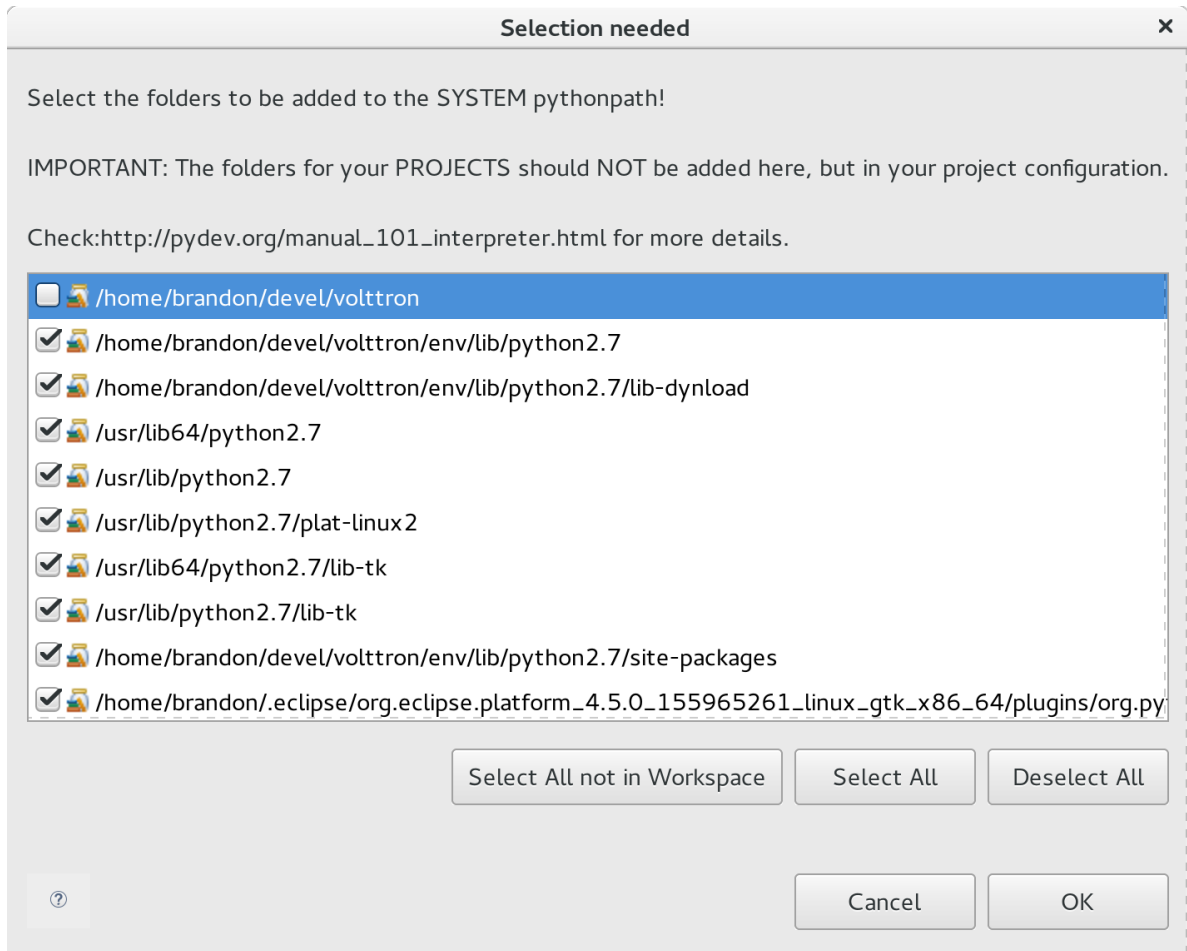 Selection needed
Select the folders to be added to the SYSTEM pythonpath!
IMPORTANT: The folders for your PROJECTS should NOT be added here, but in your project configuration.
Check:http://pydev.org/manual_101_interpreter.html for more details.
/home/brandon/devel/volttron
/home/brandon/devel/volttron/env/lib/python2.7
/home/brandon/devel/volttron/env/lib/python2.7/lib-dynload
/usr/lib64/python2.7
/usr/lib/python2.7
/usr/lib/python2.7/plat-linux2
/usr/lib64/python2.7/lib-tk
/usr/lib/python2.7/lib-tk
/home/brandon/devel/volttron/env/lib/python2.7/site-packages
/home/brandon/.eclipse/org.eclipse.platform_4.5.0_155965261_linux_gtk_x86_64/plugins/org.py
Select All not in Workspace Select All Deselect All
? Cancel OK